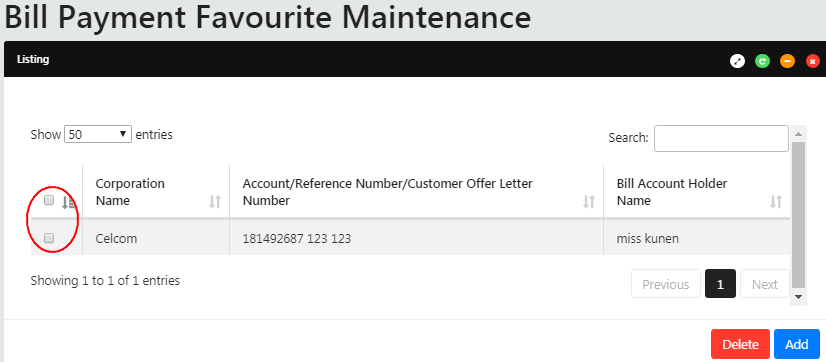 Bill Payment Favourite Maintenance
Listing
Show 50 entries
Search:
Corporation Name
Account/Reference Number/Customer Offer Letter Number
Bill Account Holder Name
Celcom
181492687 123 123
miss kunen
Showing 1 to 1 of 1 entries
Previous 1 Next
Delete Add